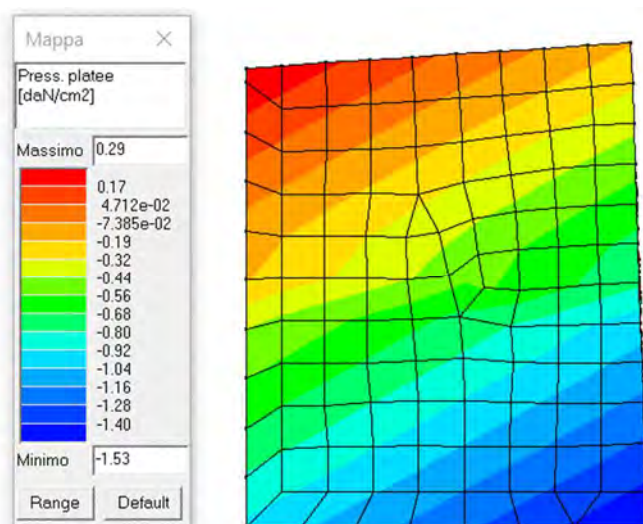 Mappa
Press. platee
[daN/cm2]
Massimo 0.29
0.17
4.712e-02
-7.385e-02
-0.19
-0.32
-0.44
-0.56
-0.68
-0.80
-0.92
-1.04
-1.16
-1.28
-1.40
Minimo -1.53
Range Default